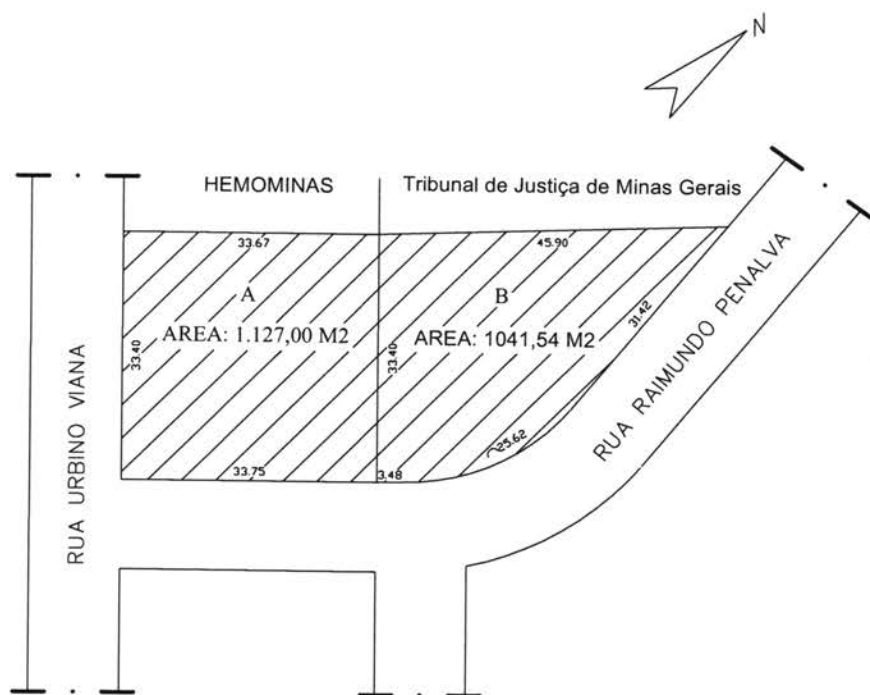 N
HEMOMINAS
Tribunal de Justiça de Minas Gerais
33.67
45.90
A
B
AREA: 1.127,00 M2
AREA: 1041,54 M2
33.40
33.40
31.42
25.62
33.75
3.48
RUA URBINO VIANA
RUA RAIMUNDO PENALVA